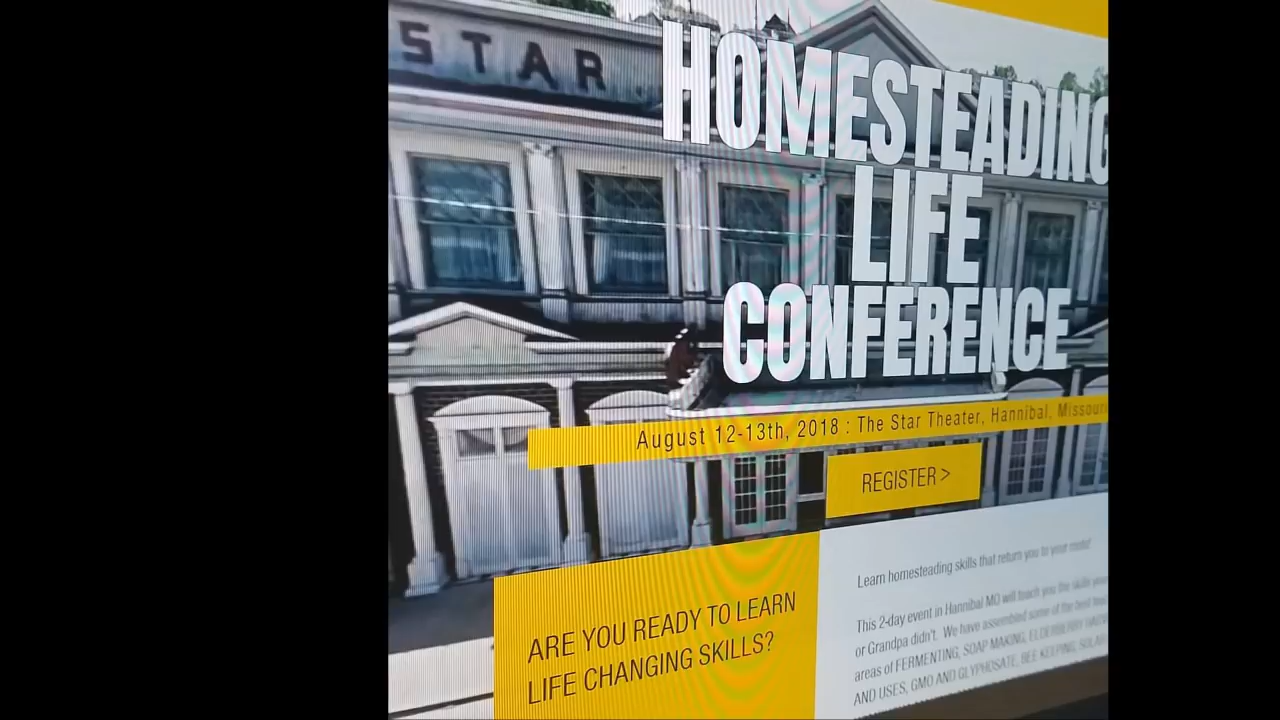 STAR
HOMESTEADING
LIFE
CONFERENCE
August 12-13th, 2018 : The Star Theater, Hannibal, Missouri
REGISTER >
ARE YOU READY TO LEARN
LIFE CHANGING SKILLS?
Learn homesteading skills that return you to your roots!
This 2-day event in Hannibal MO will teach you the skills your
or Grandpa didn't. We have assembled some of the best
areas of FERMENTING, SOAP MAKING, ELDERBERRY
AND USES, GMO AND GLYPHOSATE, BEE KEEPING, SOLAR